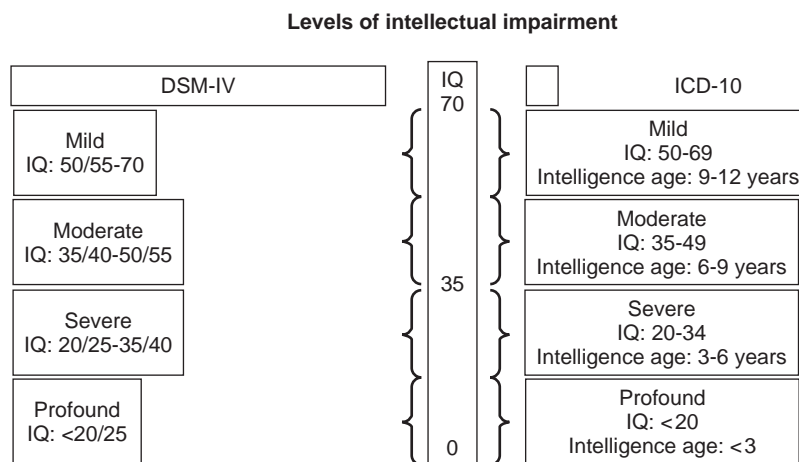 Levels of intellectual impairment
DSM-IV
IQ
70
35
0
ICD-10
Mild
IQ: 50/55-70
Mild
IQ: 50-69
Intelligence age: 9-12 years
Moderate
IQ: 35/40-50/55
Moderate
IQ: 35-49
Intelligence age: 6-9 years
Severe
IQ: 20/25-35/40
Severe
IQ: 20-34
Intelligence age: 3-6 years
Profound
IQ: <20/25
Profound
IQ: <20
Intelligence age: <3